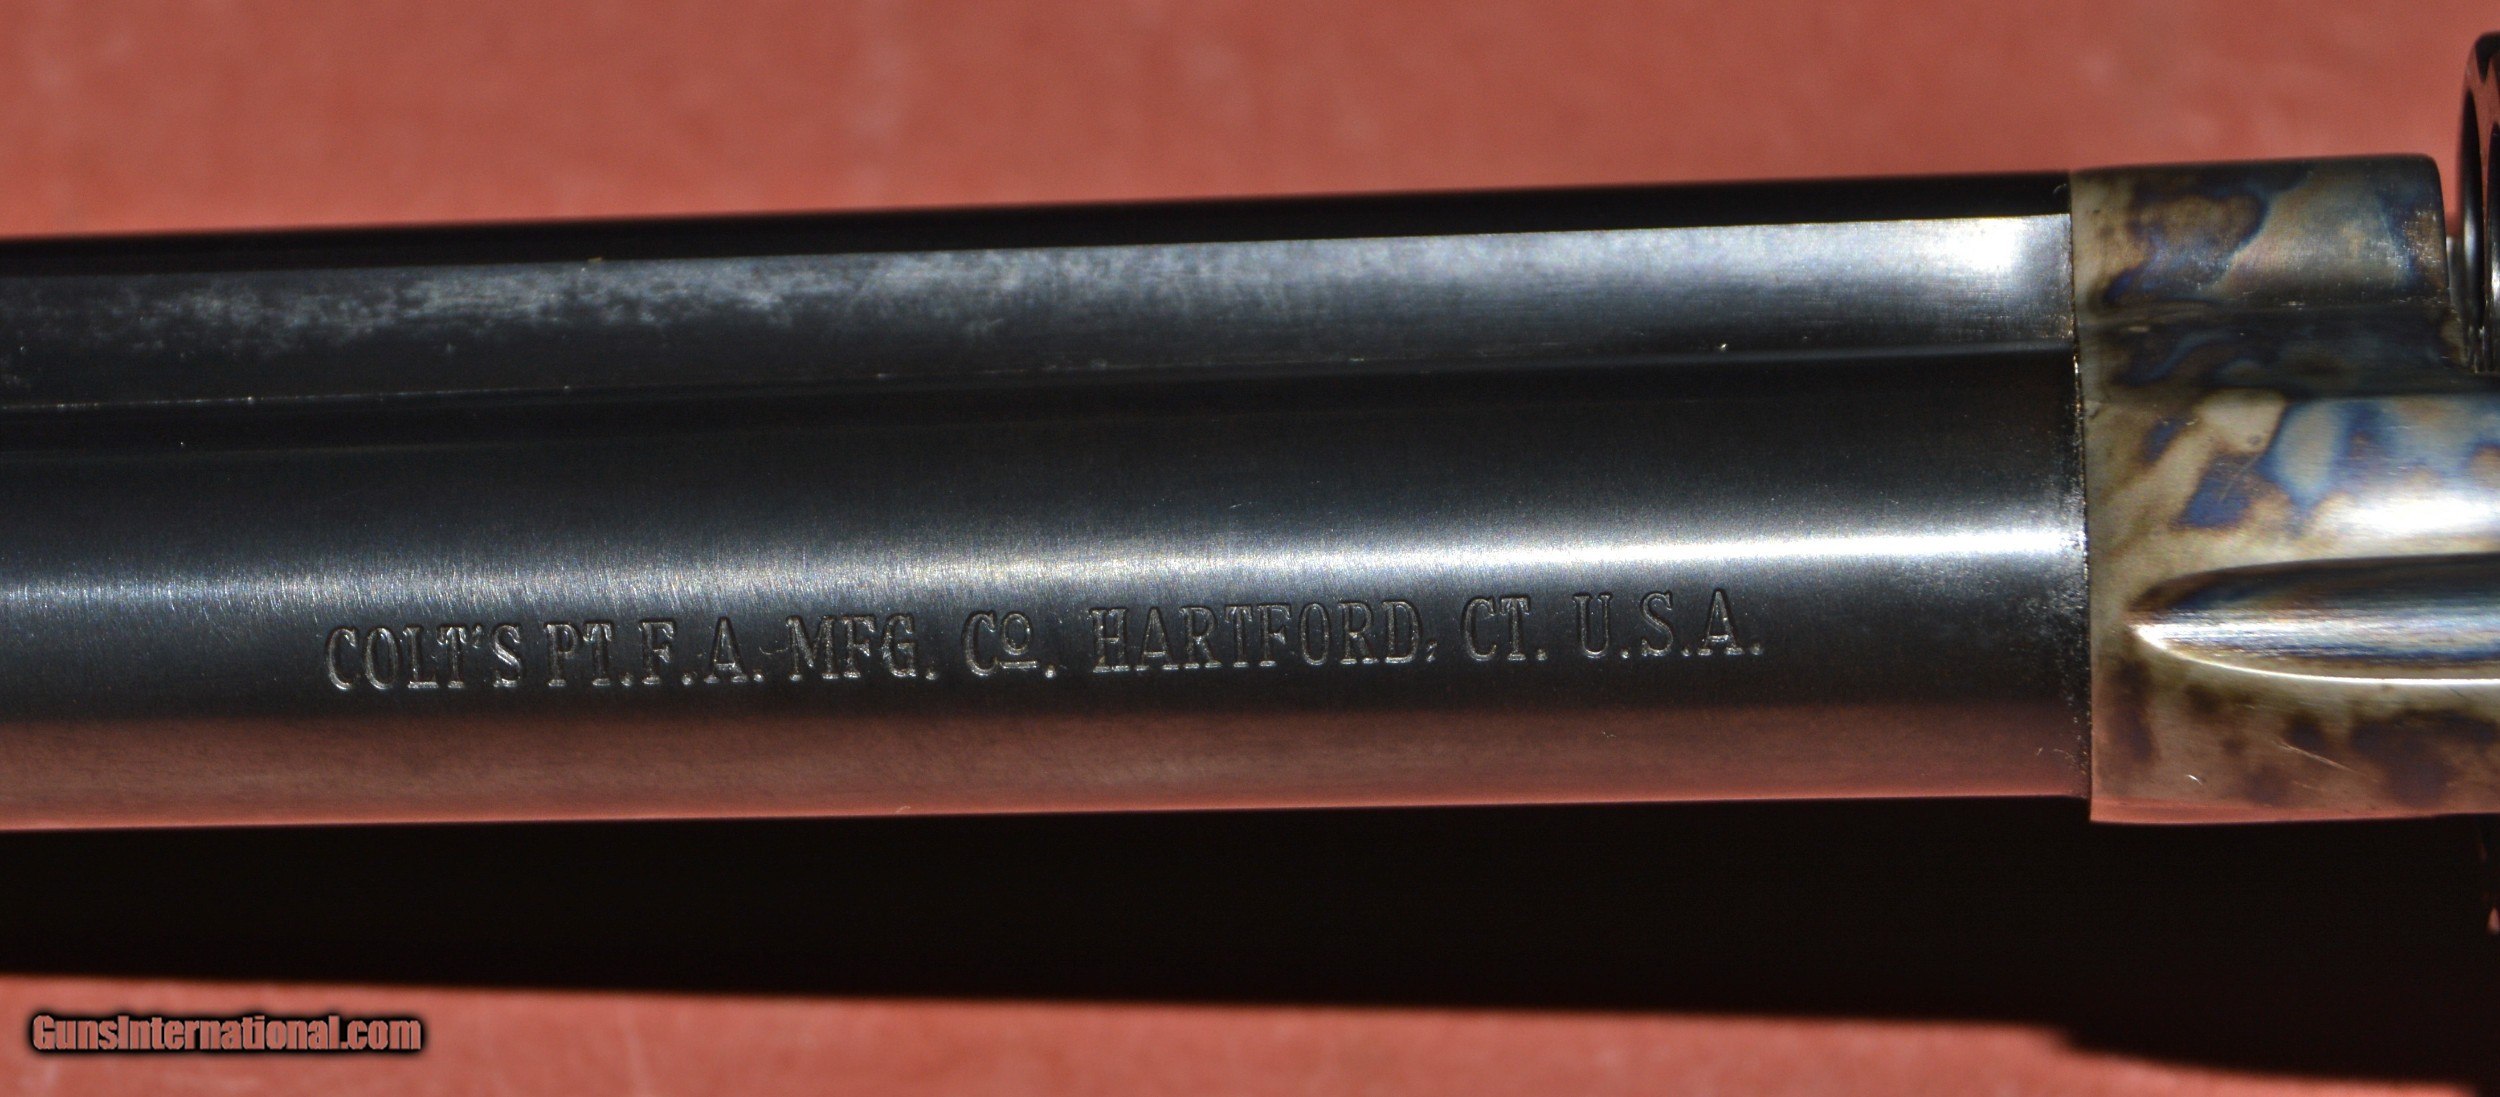 COLT'S PT. F. A. MFG. Cº. HARTFORD, CT. U.S.A.
GunsInternational.com